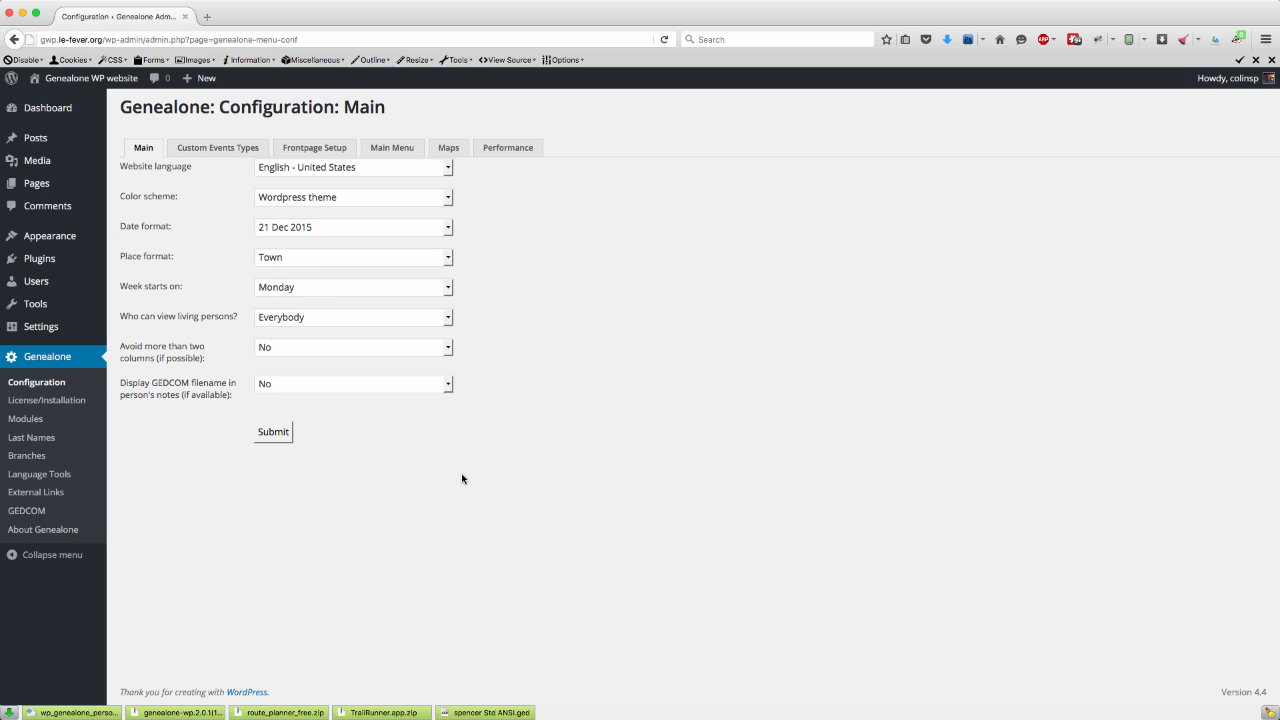 Configuration ‹ Genealone Adm...
gwp.le-fever.org/wp-admin/admin.php?page=genealone-menu-conf
Search
Disable
Cookies
CSS
Forms
Images
Information
Miscellaneous
Outline
Resize
Tools
View Source
Options
Genealone WP website
0
New
Howdy, colinsp
Dashboard
Posts
Media
Pages
Comments
Appearance
Plugins
Users
Tools
Settings
Genealone
Configuration
License/Installation
Modules
Last Names
Branches
Language Tools
External Links
GEDCOM
About Genealone
Collapse menu
Genealone: Configuration: Main
Main
Custom Events Types
Frontpage Setup
Main Menu
Maps
Performance
Website language
English - United States
Color scheme:
Wordpress theme
Date format:
21 Dec 2015
Place format:
Town
Week starts on:
Monday
Who can view living persons?
Everybody
Avoid more than two
columns (if possible):
No
Display GEDCOM filename in
person's notes (if available):
No
Submit
Thank you for creating with WordPress.
Version 4.4
wp_genealone_perso...
genealone-wp.2.0.1(1...
route_planner_free.zip
TrailRunner.app.zip
spencer Std ANSI.ged